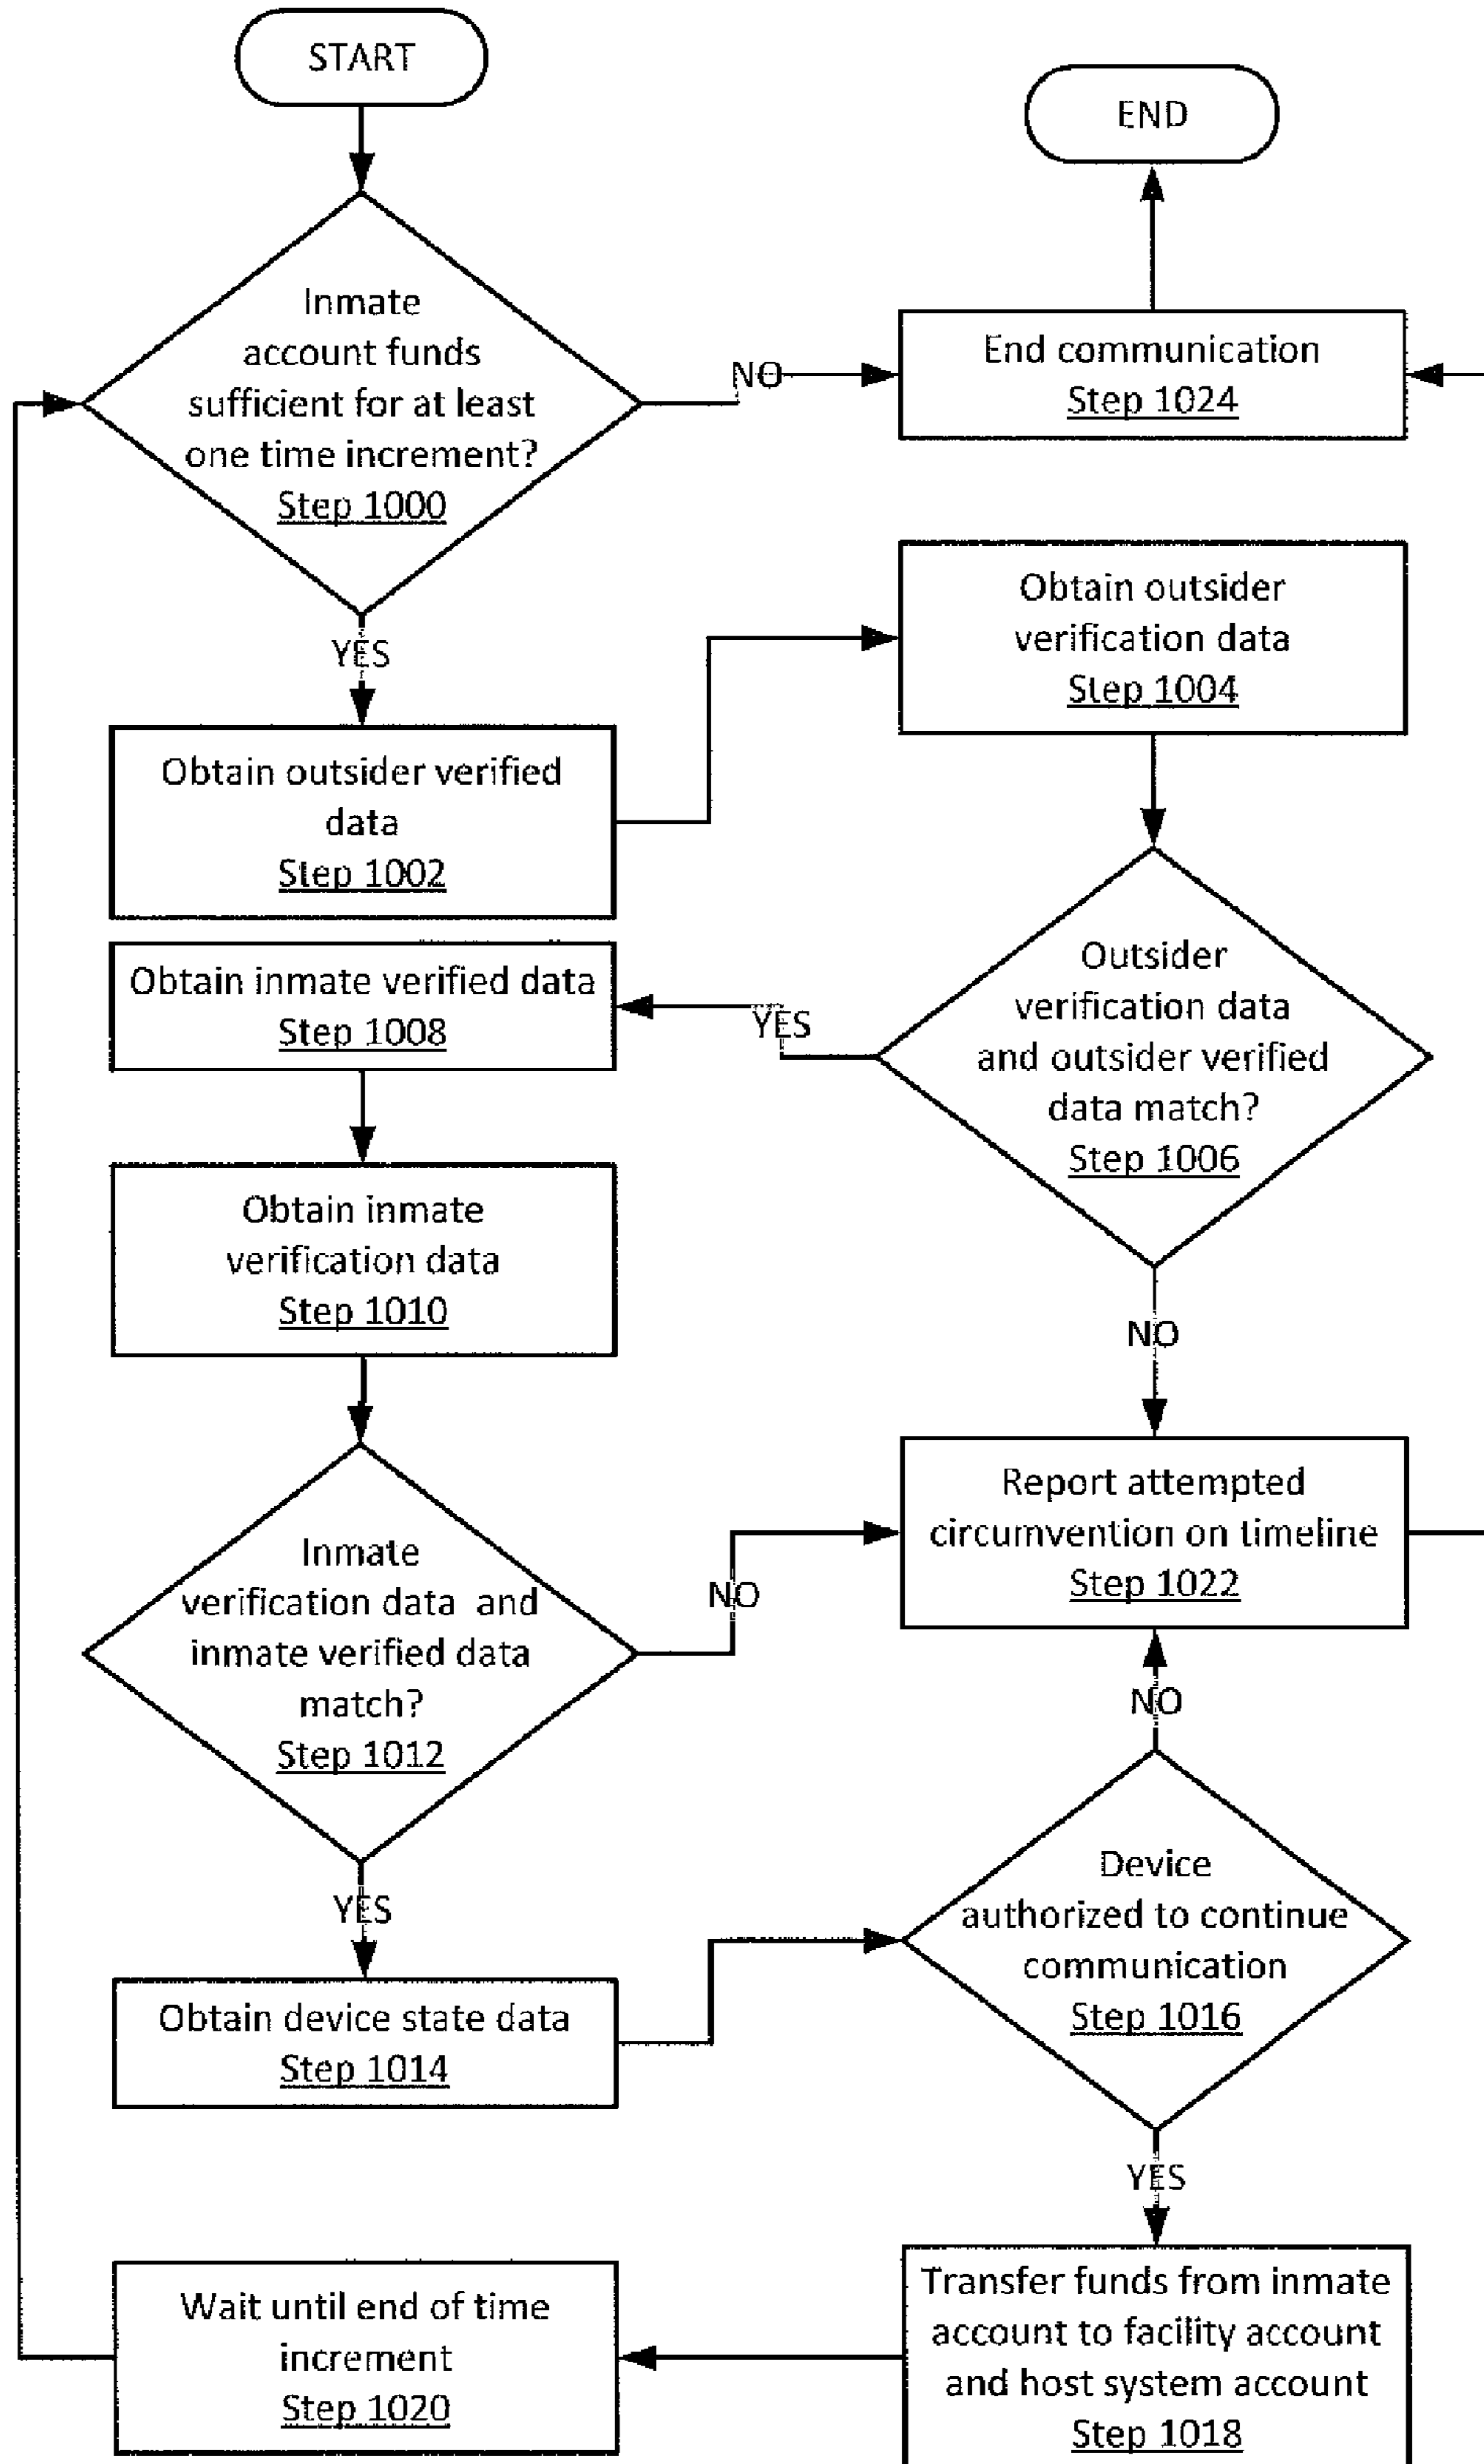 START
END
Inmate
account funds
sufficient for at least
one time increment?
Step 1000
NO
End communication
Step 1024
YES
Obtain outsider verified
data
Step 1002
Obtain outsider
verification data
Step 1004
Outsider
verification data
and outsider verified
data match?
Step 1006
YES
Obtain inmate verified data
Step 1008
Obtain inmate
verification data
Step 1010
NO
Inmate
verification data and
inmate verified data
match?
Step 1012
NO
Report attempted
circumvention on timeline
Step 1022
YES
Obtain device state data
Step 1014
NO
Device
authorized to continue
communication
Step 1016
YES
Transfer funds from inmate
account to facility account
and host system account
Step 1018
Wait until end of time
increment
Step 1020